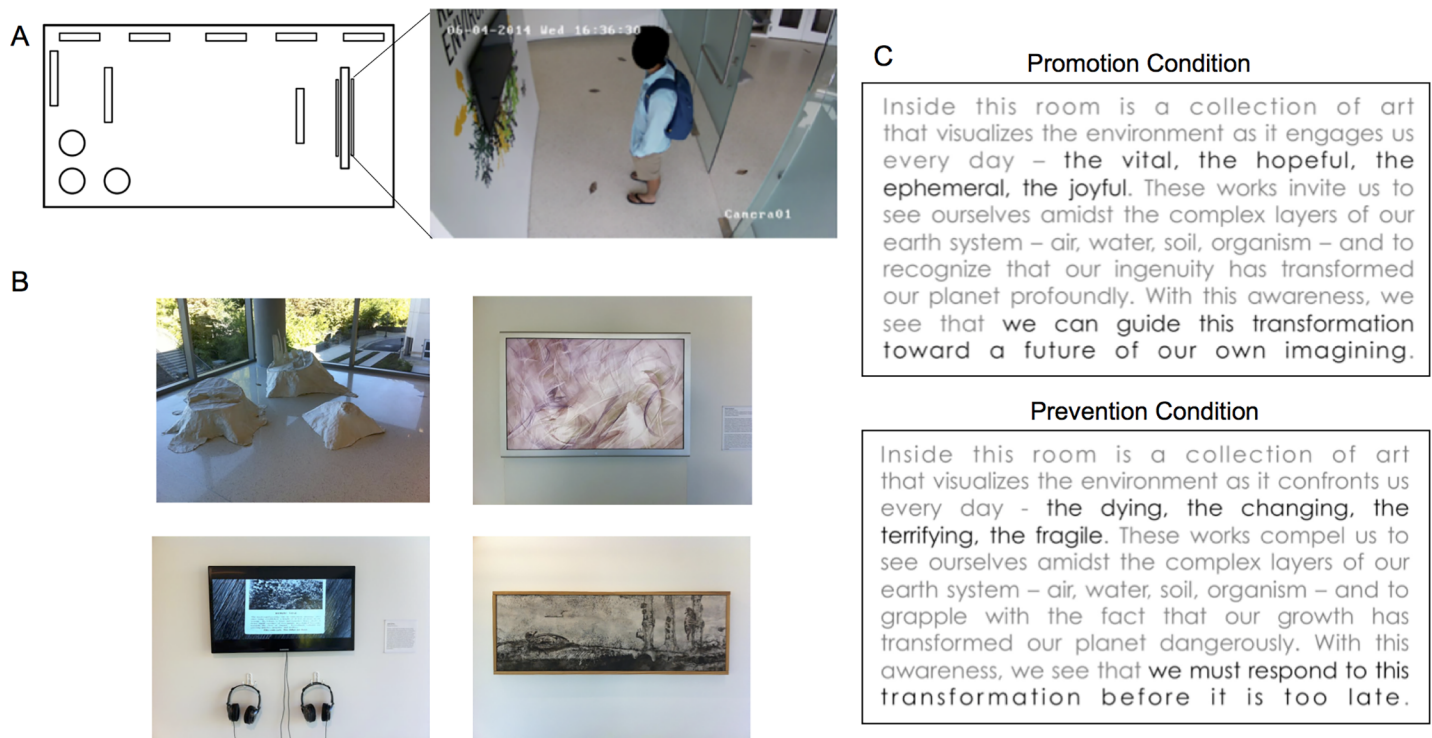 A
06-04-2014 Wed 16:36:30
ENVIRO
Camera01
B
C
Promotion Condition
Inside this room is a collection of art
that visualizes the environment as it engages us
every day – the vital, the hopeful, the
ephemeral, the joyful. These works invite us to
see ourselves amidst the complex layers of our
earth system – air, water, soil, organism – and to
recognize that our ingenuity has transformed
our planet profoundly. With this awareness, we
see that we can guide this transformation
toward a future of our own imagining.
Prevention Condition
Inside this room is a collection of art
that visualizes the environment as it confronts us
every day - the dying, the changing, the
terrifying, the fragile. These works compel us to
see ourselves amidst the complex layers of our
earth system – air, water, soil, organism – and to
grapple with the fact that our growth has
transformed our planet dangerously. With this
awareness, we see that we must respond to this
transformation before it is too late.